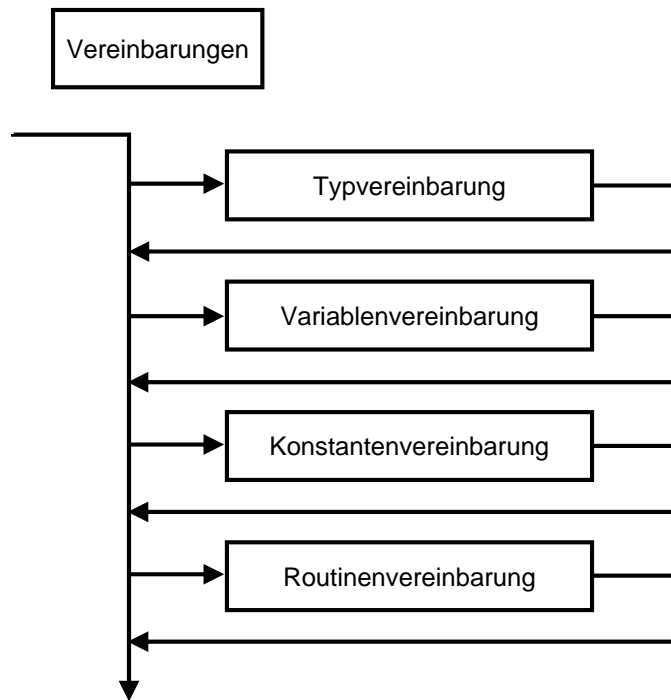 Vereinbarungen
Typvereinbarung
Variablenvereinbarung
Konstantenvereinbarung
Routinenvereinbarung